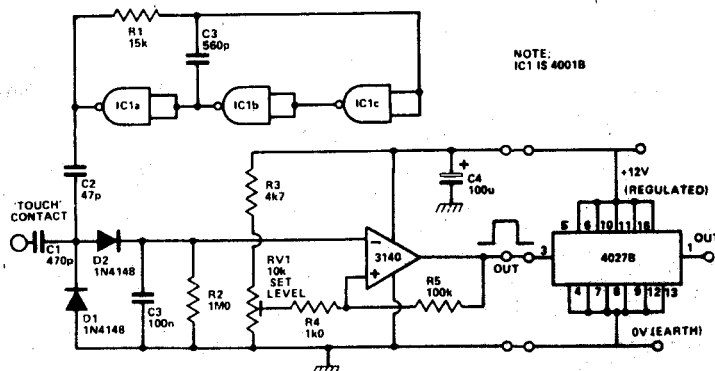 R1
15k
C3
560p
NOTE;
IC1 IS 4001B
IC1a
IC1b
IC1c
C2
47p
'TOUCH'
CONTACT
C1
470p
D2
1N4148
D1
1N4148
C3
100n
R2
1M0
R3
4k7
RV1
10k
SET
LEVEL
R4
1k0
3140
R5
100k
+
C4
100u
OUT
+12V
(REGULATED)
5 6 10 11 16
3
4027B
1
OUT
4 7 8 9 12 13
0V (EARTH)